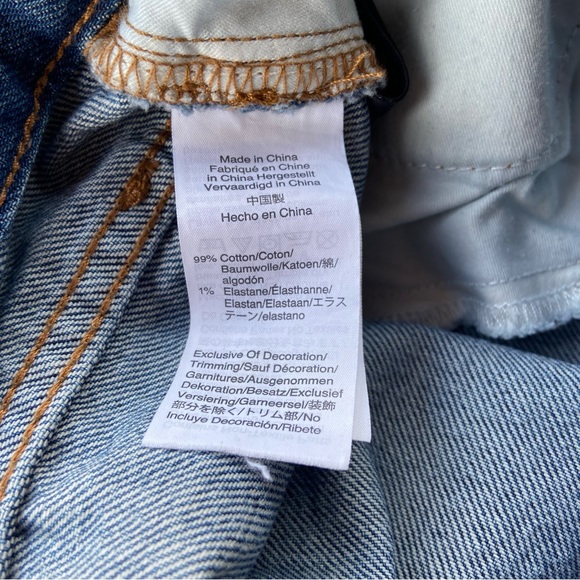 Made in China
Fabriqué en Chine
in China Hergestellt
Vervaardigd in China
中国製
Hecho en China
99% Cotton/Coton/
Baumwolle/Katoen/綿/
algodón
1% Elastane/Élasthanne/
Elastan/Elastaan/エラス
テーン/elastano
Exclusive Of Decoration/
Trimming/Sauf Décoration/
Garnitures/Ausgenommen
Dekoration/Besatz/Exclusief
Versiering/Garneersel/装飾
部分を除く/トリム部/No
Incluye Decoración/Ribete